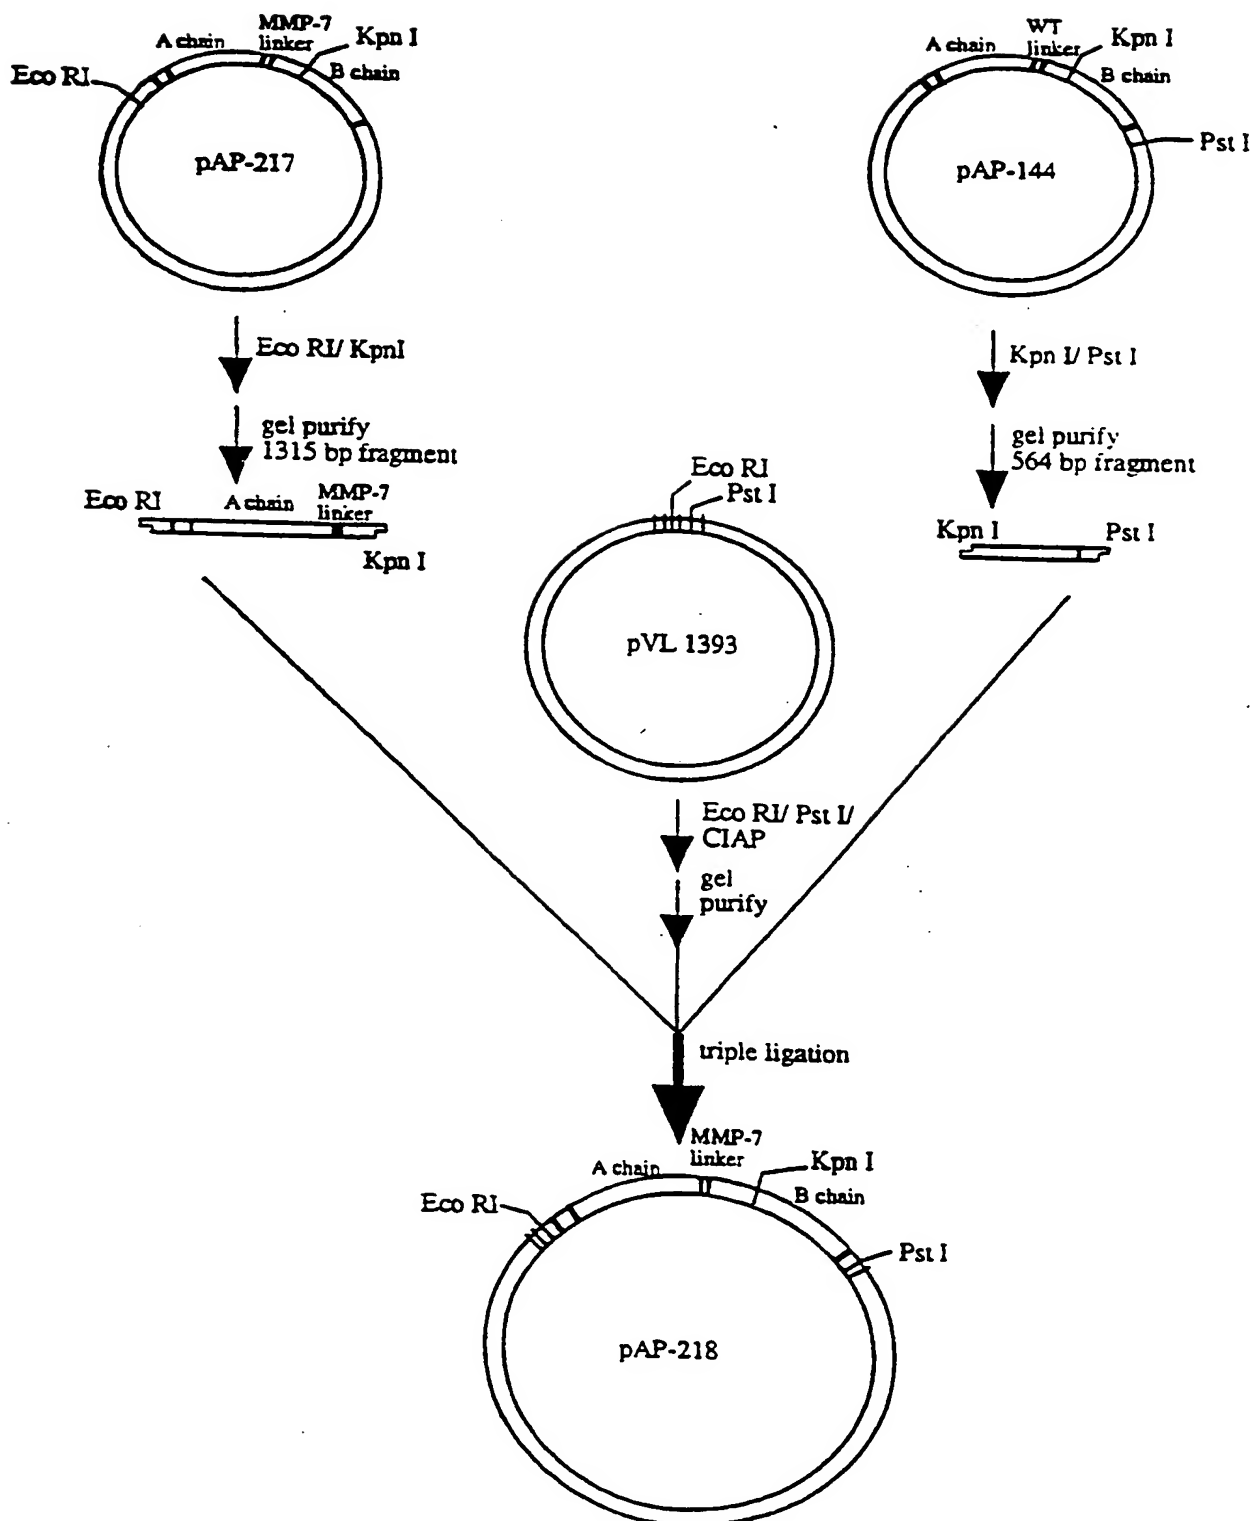 A chain
MMP-7
linker
Kpn I
Eco RI
B chain
pAP-217
A chain
WT
linker
Kpn I
B chain
Pst I
pAP-144
Eco RI/ KpnI
gel purify
1315 bp fragment
Kpn I/ Pst I
gel purify
564 bp fragment
Eco RI
A chain
MMP-7
linker
Kpn I
Eco RI
Pst I
pVL 1393
Kpn I
Pst I
Eco RI/ Pst I/
CIAP
gel
purify
triple ligation
MMP-7
linker
A chain
Kpn I
B chain
Eco RI
Pst I
pAP-218